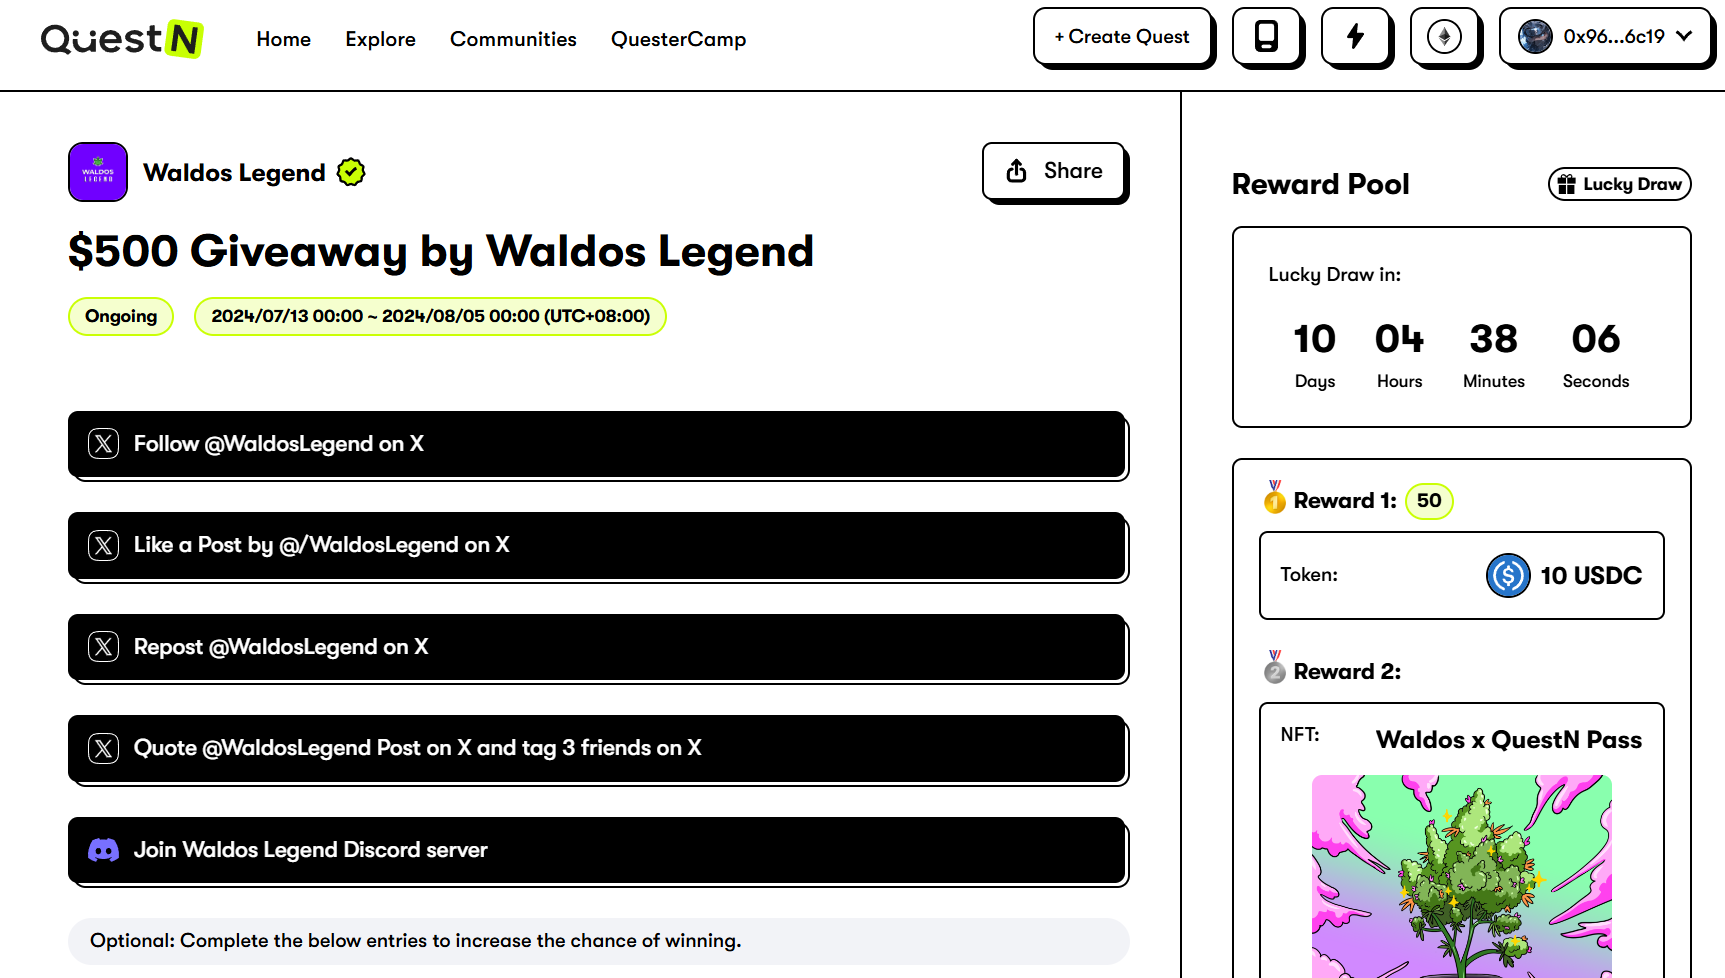 QuestN
Home Explore Communities QuesterCamp
+ Create Quest
0x96...6c19
WALDOS
LEGEND
Waldos Legend
Share
$500 Giveaway by Waldos Legend
Ongoing
2024/07/13 00:00 ~ 2024/08/05 00:00 (UTC+08:00)
Follow @WaldosLegend on X
Like a Post by @/WaldosLegend on X
Repost @WaldosLegend on X
Quote @WaldosLegend Post on X and tag 3 friends on X
Join Waldos Legend Discord server
Optional: Complete the below entries to increase the chance of winning.
Reward Pool
Lucky Draw
Lucky Draw in:
10 04 38 06
Days Hours Minutes Seconds
1 Reward 1: 50
Token: 10 USDC
2 Reward 2:
NFT: Waldos x QuestN Pass